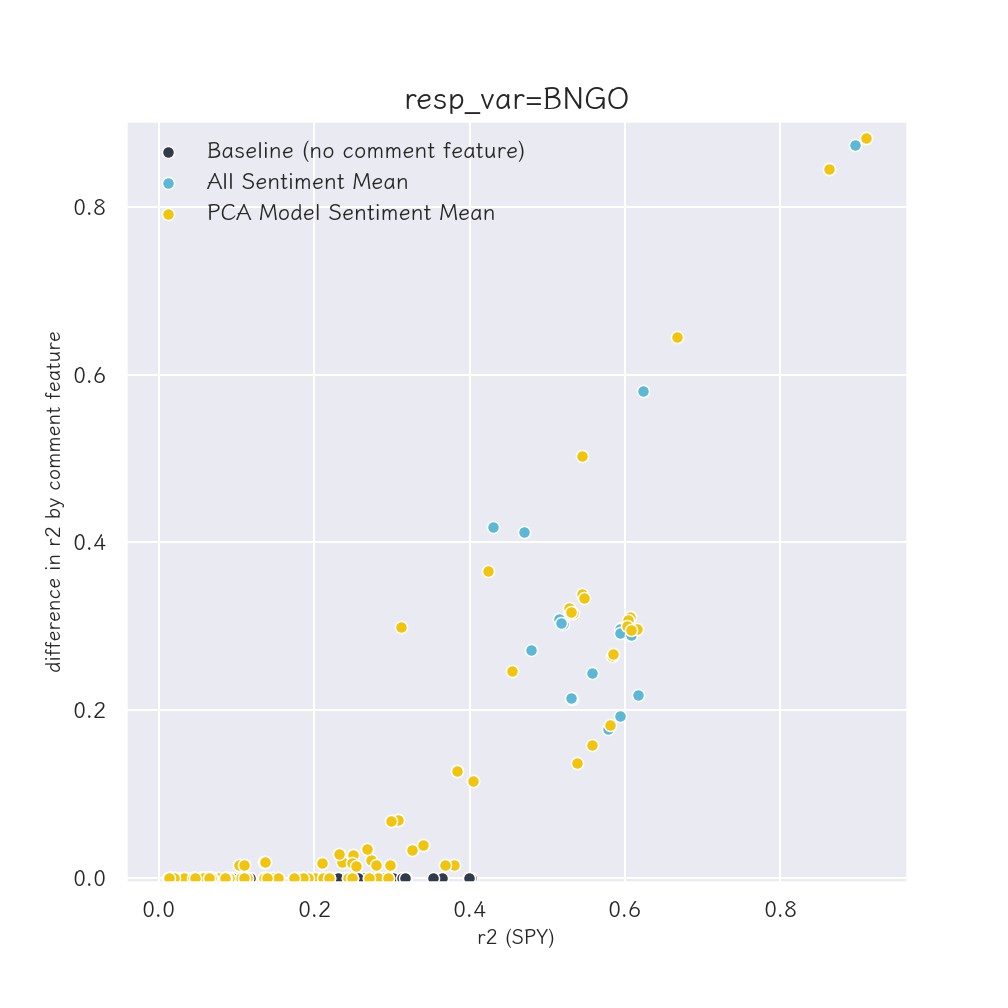 resp_var=BNGO
Baseline (no comment feature)
All Sentiment Mean
PCA Model Sentiment Mean
difference in r2 by comment feature
0.8
0.6
0.4
0.2
0.0
0.0 0.2 0.4 0.6 0.8
r2 (SPY)